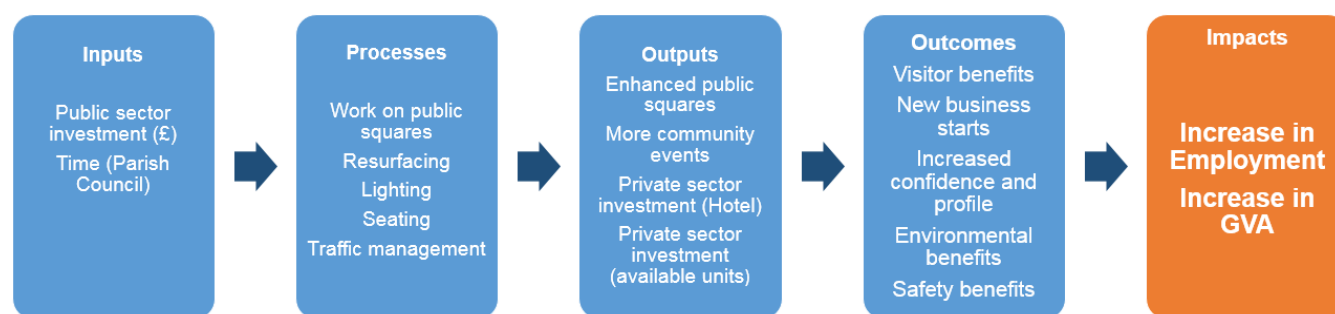 Inputs
Public sector
investment (£)
Time (Parish
Council)
Processes
Work on public
squares
Resurfacing
Lighting
Seating
Traffic management
Outputs
Enhanced public
squares
More community
events
Private sector
investment (Hotel)
Private sector
investment
(available units)
Outcomes
Visitor benefits
New business
starts
Increased
confidence and
profile
Environmental
benefits
Safety benefits
Impacts
Increase in
Employment
Increase in
GVA